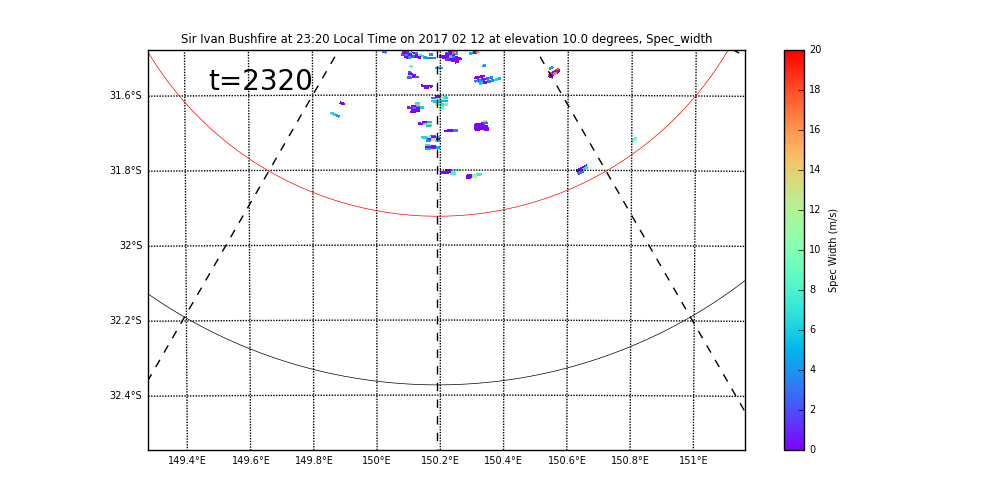 Sir Ivan Bushfire at 23:20 Local Time on 2017 02 12 at elevation 10.0 degrees, Spec_width
t=2320
31.6°S
31.8°S
32°S
32.2°S
32.4°S
149.4°E 149.6°E 149.8°E 150°E 150.2°E 150.4°E 150.6°E 150.8°E 151°E
20
18
16
14
12
10
8
6
4
2
0
Spec Width (m/s)